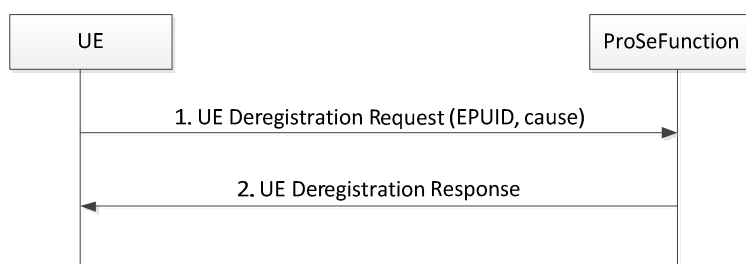 UE
ProSeFunction
1. UE Deregistration Request (EPUID, cause)
2. UE Deregistration Response